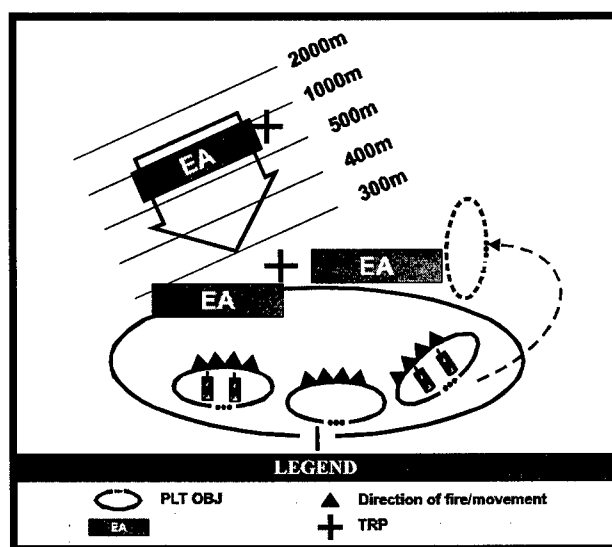 2000m
1000m
500m
400m
300m
EA
EA
EA
LEGEND
PLT OBJ
Direction of fire/movement
EA
TRP